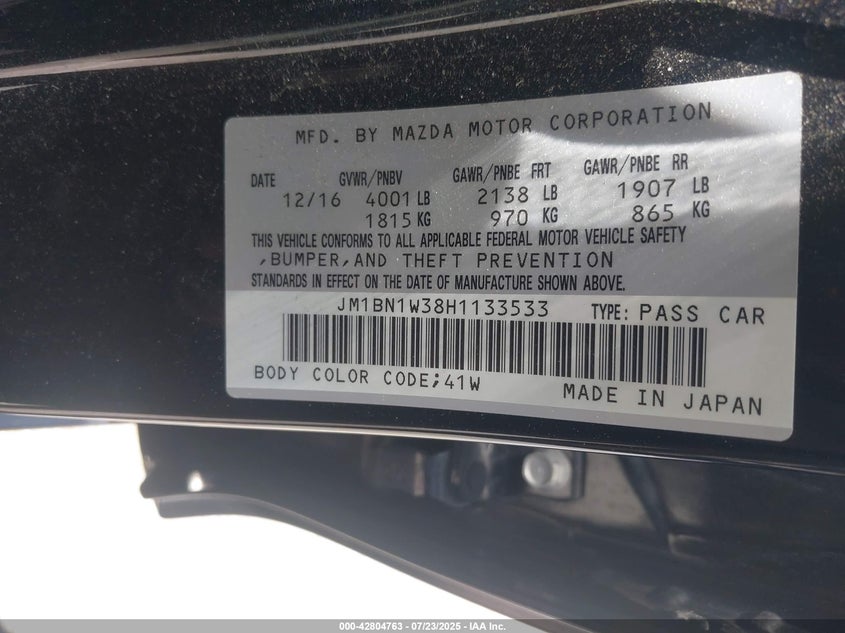 MFD. BY MAZDA MOTOR CORPORATION
DATE GVWR/PNBV GAWR/PNBE FRT GAWR/PNBE RR
12/16 4001 LB 2138 LB 1907 LB
1815 KG 970 KG 865 KG
THIS VEHICLE CONFORMS TO ALL APPLICABLE FEDERAL MOTOR VEHICLE SAFETY
,BUMPER,AND THEFT PREVENTION
STANDARDS IN EFFECT ON THE DATE OF MANUFACTURE SHOWN ABOVE.
JM1BN1W38H1133533 TYPE: PASS CAR
BODY COLOR CODE;41W MADE IN JAPAN
000-42804763 - 07/23/2025 - IAA Inc.